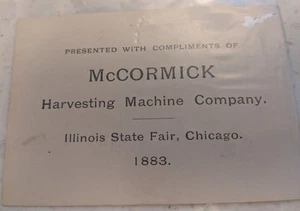 PRESENTED WITH COMPLIMENTS OF
McCORMICK
Harvesting Machine Company.
Illinois State Fair, Chicago.
1883.